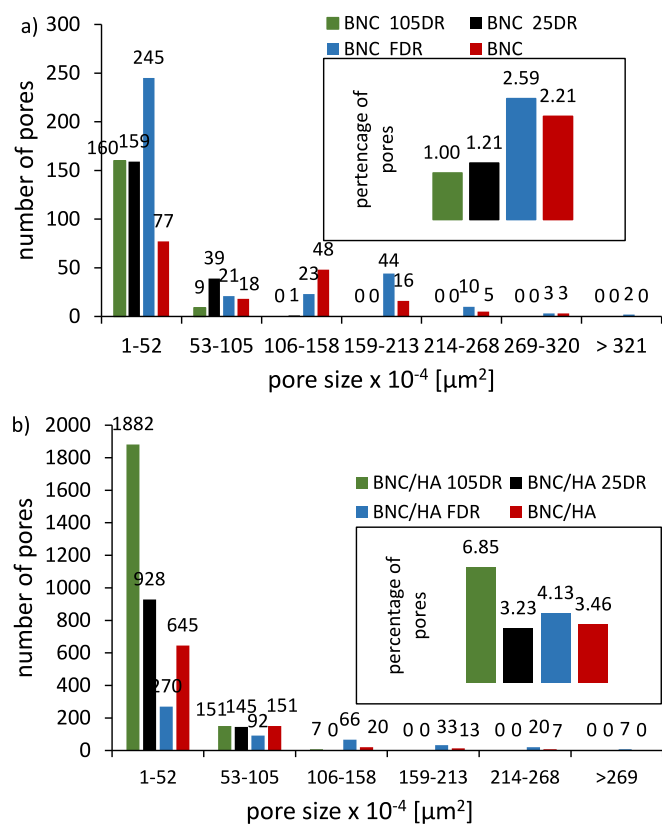 a)
BNC 105DR BNC 25DR
BNC FDR BNC
number of pores
300
250
200
150
100
50
0
160 159 245 77
9 39 21 18
0 1 23 48
0 0 44 16
0 0 10 5
0 0 3 3
0 0 2 0
pertencage of
pores
1.00 1.21 2.59 2.21
1-52 53-105 106-158 159-213 214-268 269-320 > 321
pore size x 10⁻⁴ [µm²]
b)
BNC/HA 105DR BNC/HA 25DR
BNC/HA FDR BNC/HA
number of pores
2000
1800
1600
1400
1200
1000
800
600
400
200
0
1882 928 270 645
151 145 92 151
7 0 66 20
0 0 33 13
0 0 20 7
0 0 7 0
percentage of
pores
6.85 3.23 4.13 3.46
1-52 53-105 106-158 159-213 214-268 >269
pore size x 10⁻⁴ [µm²]